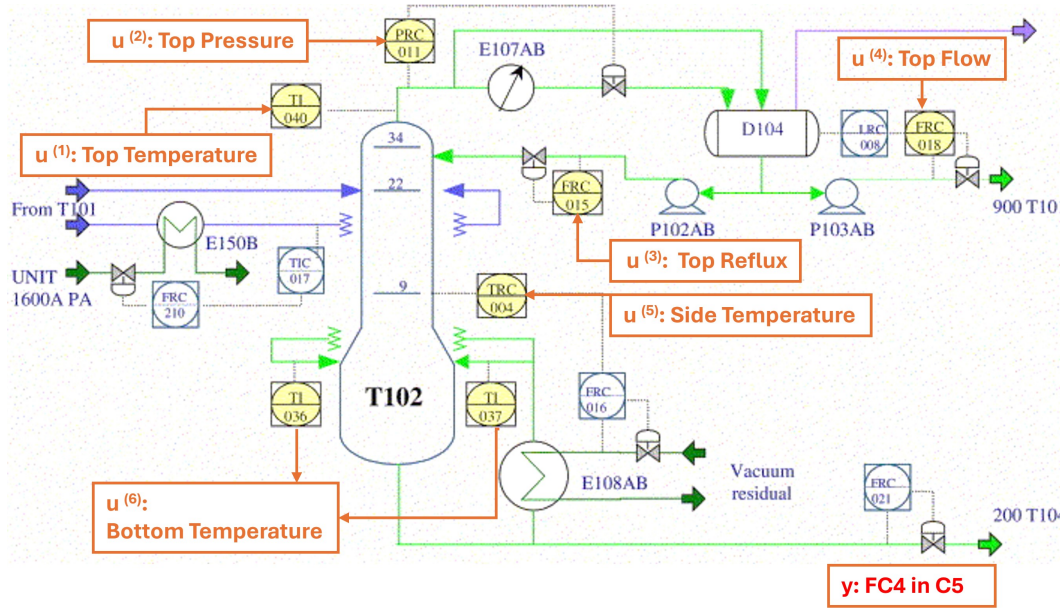 u (2): Top Pressure
PRC
011
E107AB
u (4): Top Flow
TI
040
D104
LRC
008
FRC
018
34
u (1): Top Temperature
22
FRC
015
From T101
900 T10
E150B
P102AB
P103AB
TIC
017
u (3): Top Reflux
UNIT
1600A PA
FRC
210
9
TRC
004
u (5): Side Temperature
T102
TI
036
TI
037
FRC
016
E108AB
Vacuum
residual
u (6):
Bottom Temperature
FRC
021
200 T104
y: FC4 in C5